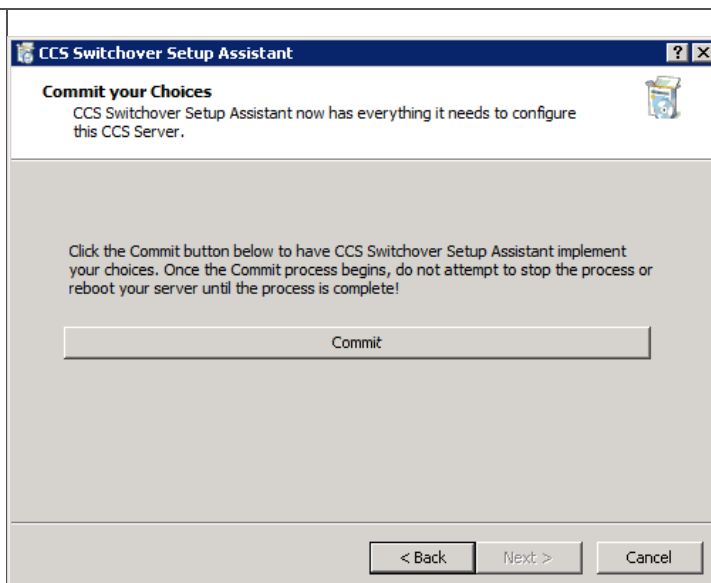 CCS Switchover Setup Assistant
Commit your Choices
CCS Switchover Setup Assistant now has everything it needs to configure
this CCS Server.
Click the Commit button below to have CCS Switchover Setup Assistant implement
your choices. Once the Commit process begins, do not attempt to stop the process or
reboot your server until the process is complete!
Commit
< Back Next > Cancel